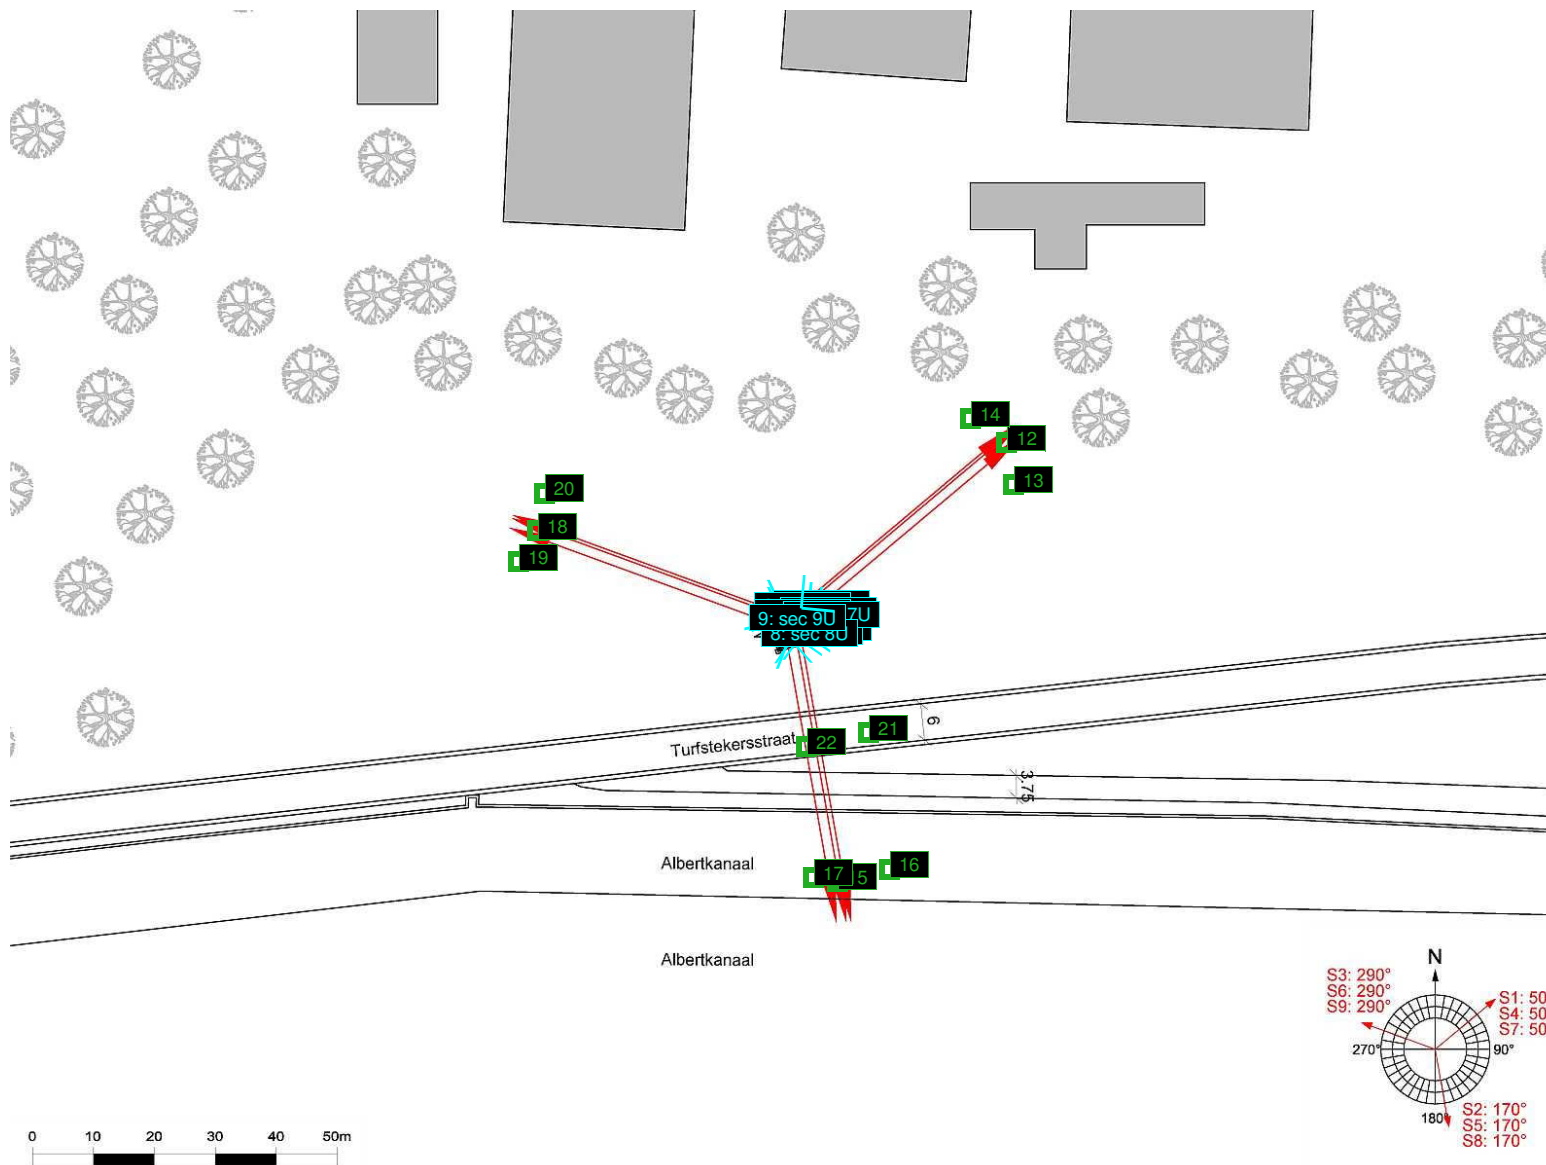 14
12
13
20
18
19
7U
9: sec 9U
8: sec 8U
21
22
6
Turfstekersstraat
3.75
Albertkanaal
17
5
16
Albertkanaal
N
S3: 290°
S6: 290°
S9: 290°
S1: 50
S4: 50
S7: 50
270°
90°
180°
S2: 170°
S5: 170°
S8: 170°
0 10 20 30 40 50m